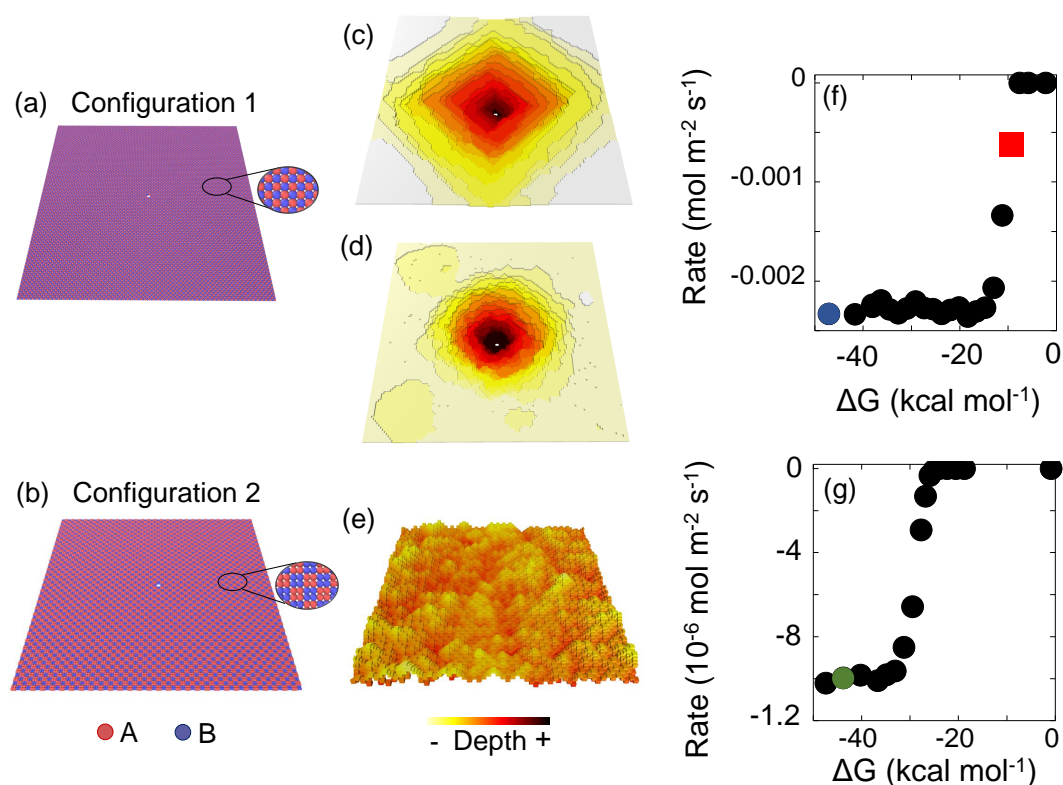 (a) Configuration 1
(b) Configuration 2
A
B
(c)
(d)
(e)
- Depth +
(f)
Rate (mol m-2 s-1)
0
-0.001
-0.002
-40
-20
0
ΔG (kcal mol-1)
(g)
Rate (10-6 mol m-2 s-1)
0
-4
-8
-1.2
-40
-20
0
ΔG (kcal mol-1)